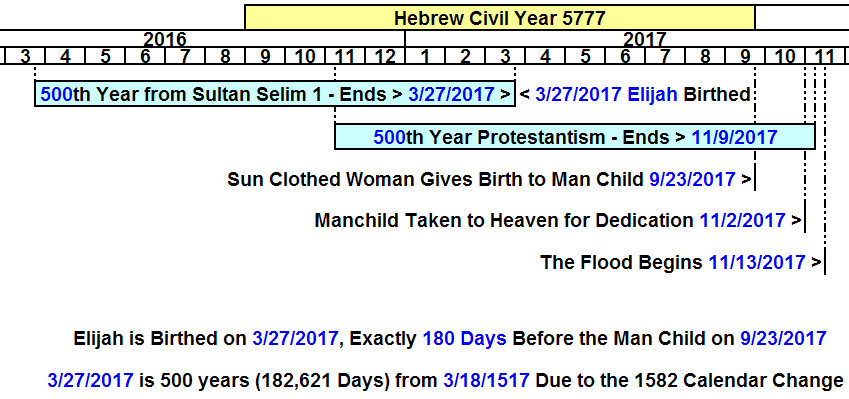 Hebrew Civil Year 5777
2016 2017
3 4 5 6 7 8 9 10 11 12 1 2 3 4 5 6 7 8 9 10 11
500th Year from Sultan Selim 1 - Ends > 3/27/2017 > < 3/27/2017 Elijah Birthed
500th Year Protestantism - Ends > 11/9/2017
Sun Clothed Woman Gives Birth to Man Child 9/23/2017 >
Manchild Taken to Heaven for Dedication 11/2/2017 >
The Flood Begins 11/13/2017 >
Elijah is Birthed on 3/27/2017, Exactly 180 Days Before the Man Child on 9/23/2017
3/27/2017 is 500 years (182,621 Days) from 3/18/1517 Due to the 1582 Calendar Change